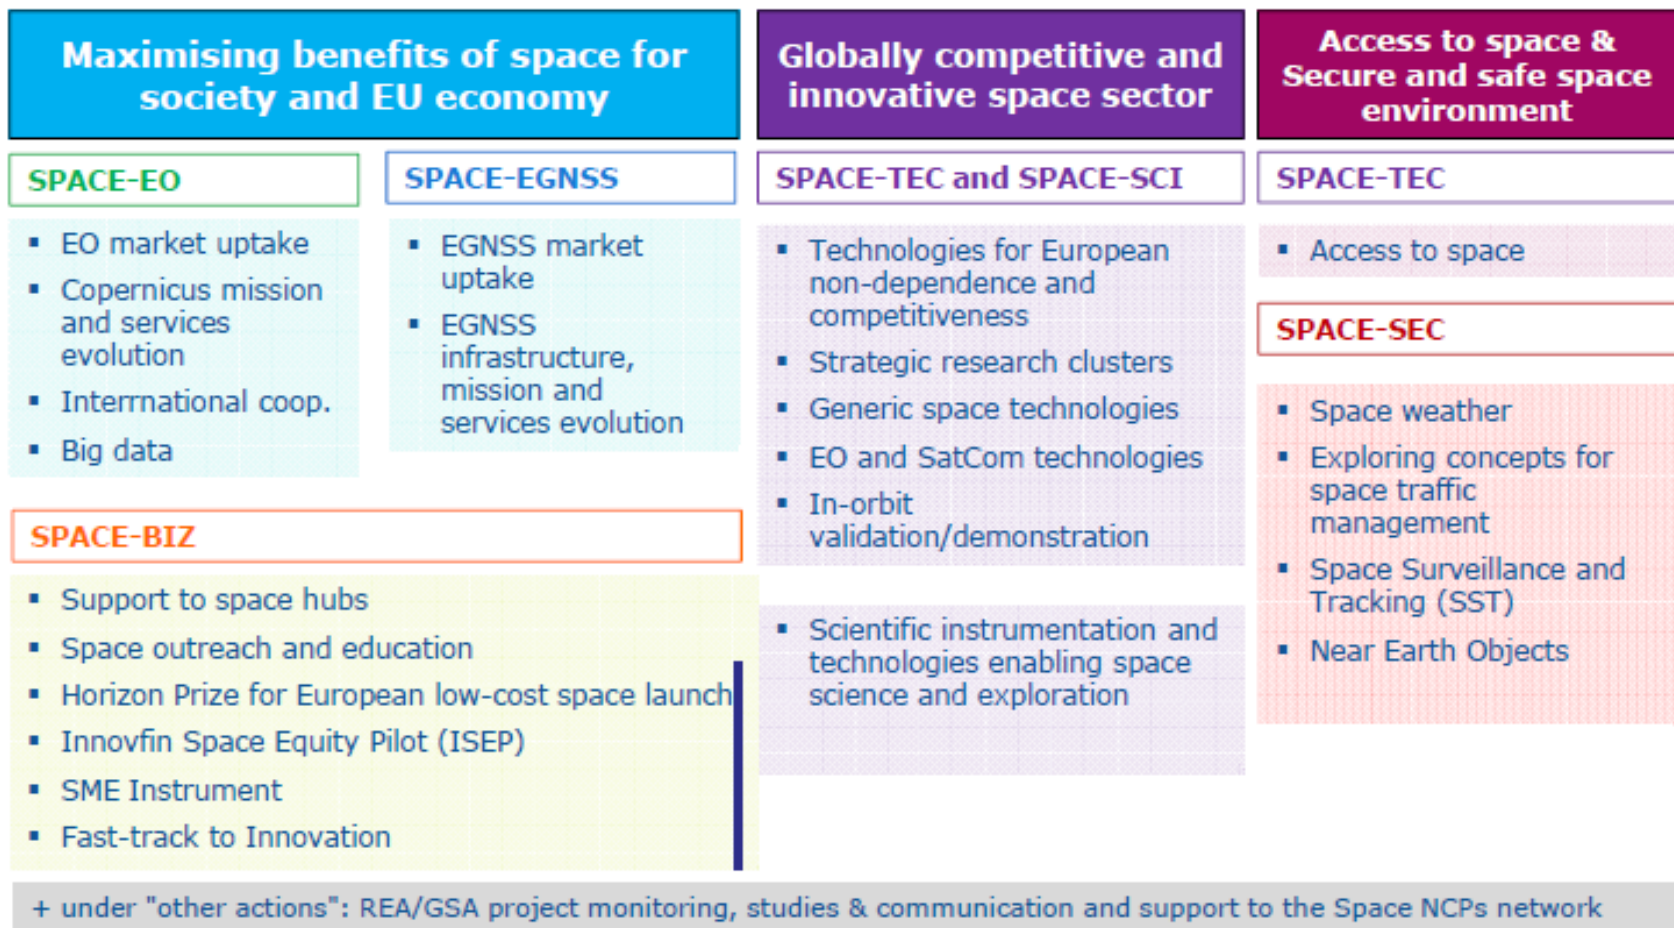 Maximising benefits of space for
society and EU economy
SPACE-EO
▪ EO market uptake
▪ Copernicus mission
and services
evolution
▪ Interrnational coop.
▪ Big data
SPACE-EGNSS
▪ EGNSS market
uptake
▪ EGNSS
infrastructure,
mission and
services evolution
SPACE-BIZ
▪ Support to space hubs
▪ Space outreach and education
▪ Horizon Prize for European low-cost space launch
▪ Innovfin Space Equity Pilot (ISEP)
▪ SME Instrument
▪ Fast-track to Innovation
Globally competitive and
innovative space sector
SPACE-TEC and SPACE-SCI
▪ Technologies for European
non-dependence and
competitiveness
▪ Strategic research clusters
▪ Generic space technologies
▪ EO and SatCom technologies
▪ In-orbit
validation/demonstration
▪ Scientific instrumentation and
technologies enabling space
science and exploration
Access to space &
Secure and safe space
environment
SPACE-TEC
▪ Access to space
SPACE-SEC
▪ Space weather
▪ Exploring concepts for
space traffic
management
▪ Space Surveillance and
Tracking (SST)
▪ Near Earth Objects
+ under "other actions": REA/GSA project monitoring, studies & communication and support to the Space NCPs network